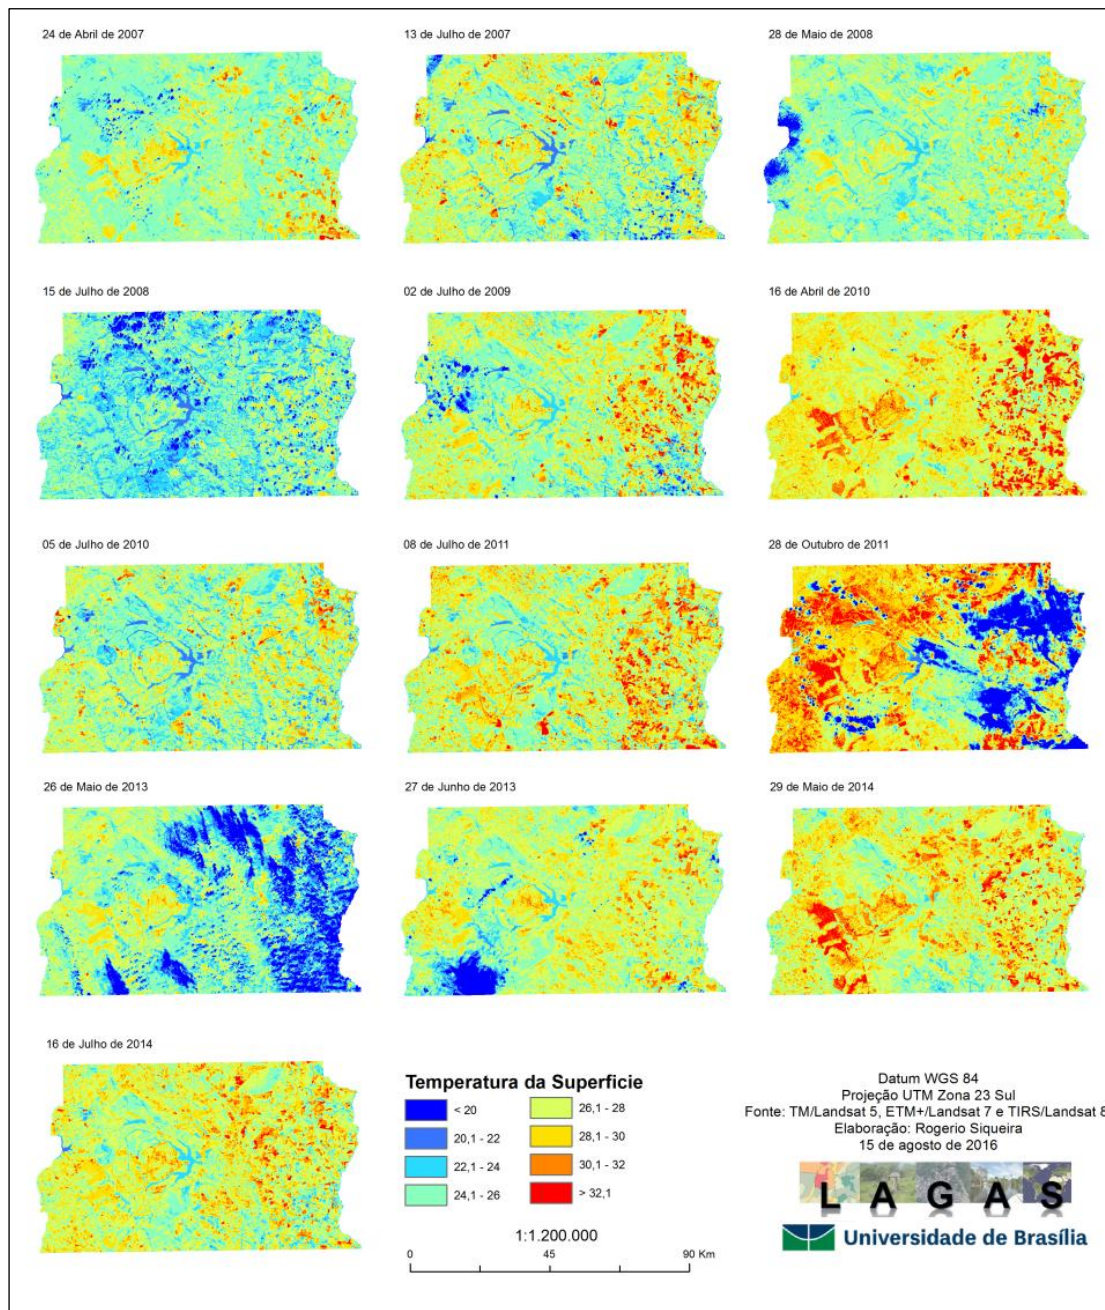 24 de Abril de 2007
13 de Julho de 2007
28 de Maio de 2008
15 de Julho de 2008
02 de Julho de 2009
16 de Abril de 2010
05 de Julho de 2010
08 de Julho de 2011
28 de Outubro de 2011
26 de Maio de 2013
27 de Junho de 2013
29 de Maio de 2014
16 de Julho de 2014
Temperatura da Superficie
< 20
20,1 - 22
22,1 - 24
24,1 - 26
26,1 - 28
28,1 - 30
30,1 - 32
> 32,1
1:1.200.000
0 45 90 Km
Datum WGS 84
Projeção UTM Zona 23 Sul
Fonte: TM/Landsat 5, ETM+/Landsat 7 e TIRS/Landsat 8
Elaboração: Rogerio Siqueira
15 de agosto de 2016
L A G A S
Universidade de Brasília